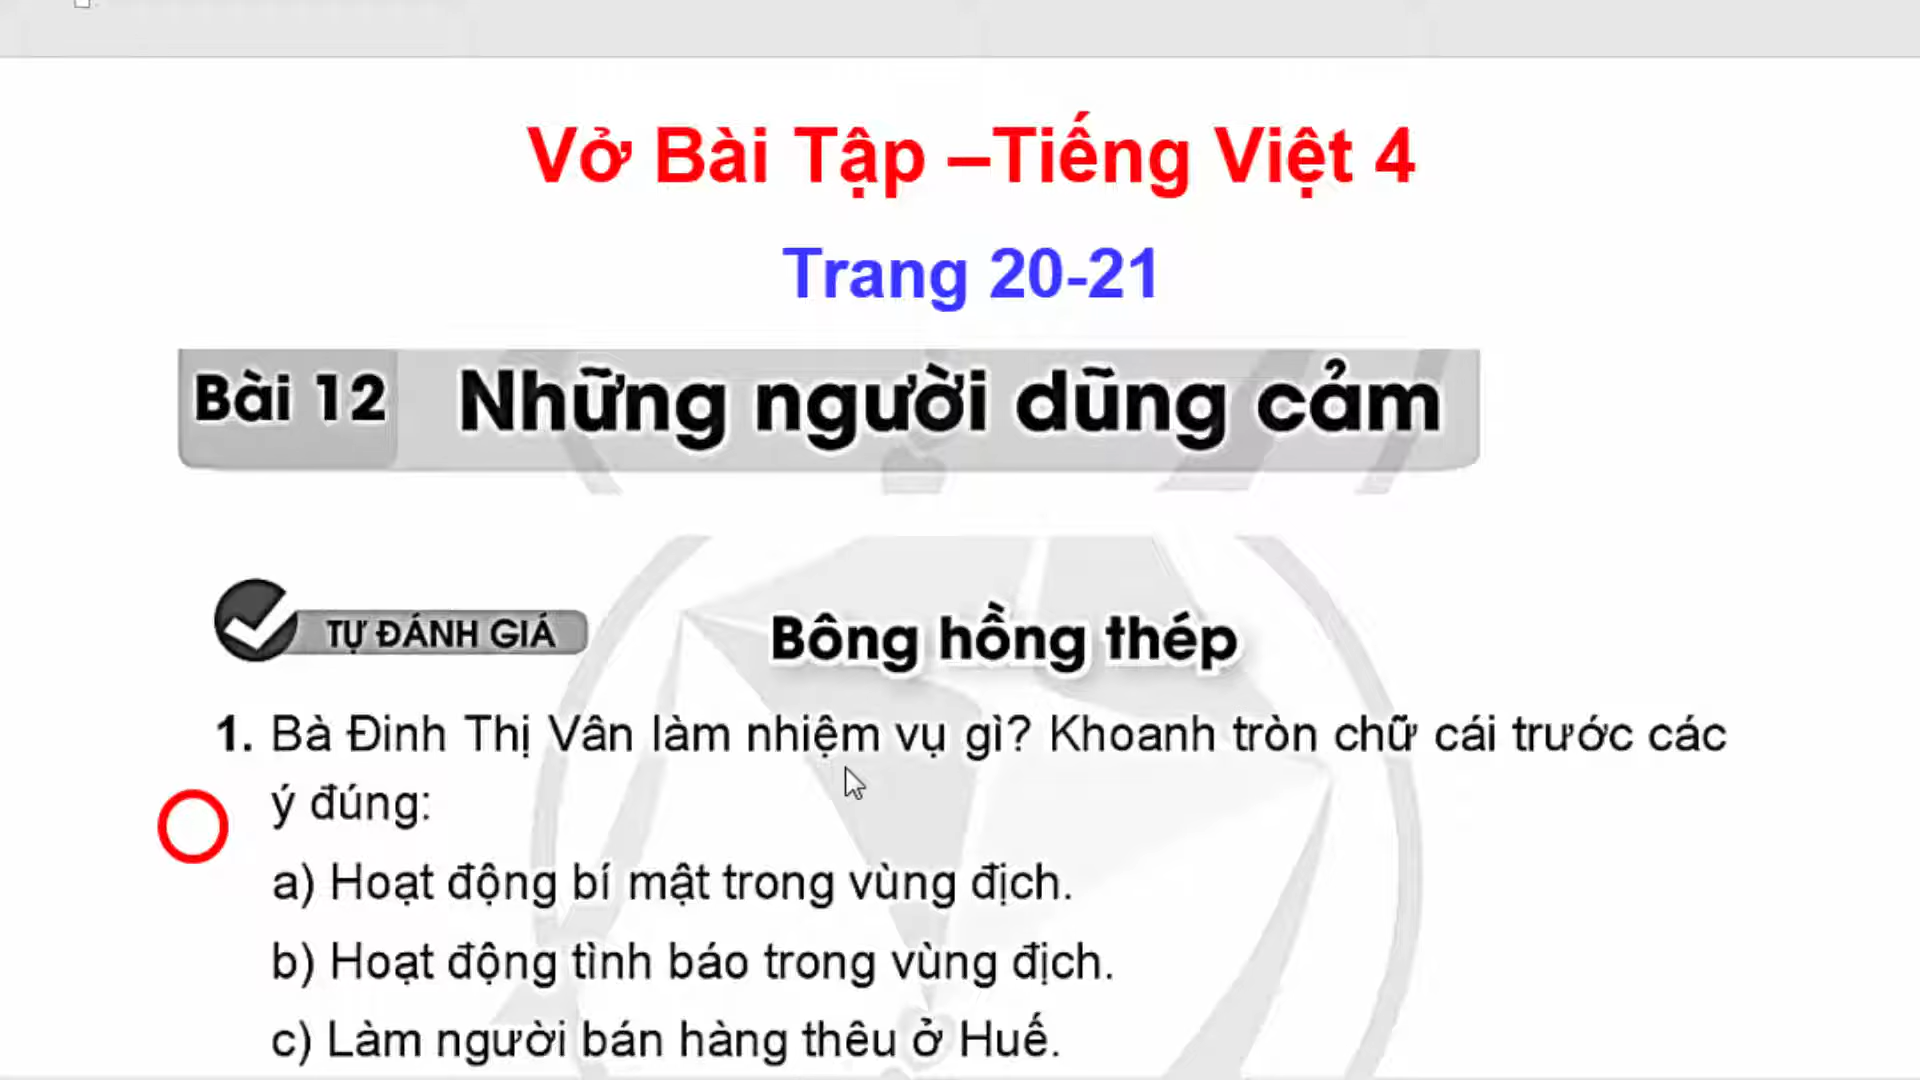 Vở Bài Tập –Tiếng Việt 4
Trang 20-21
Bài 12 Những người dũng cảm
TỰ ĐÁNH GIÁ Bông hồng thép
1. Bà Đinh Thị Vân làm nhiệm vụ gì? Khoanh tròn chữ cái trước các
ý đúng:
a) Hoạt động bí mật trong vùng địch.
b) Hoạt động tình báo trong vùng địch.
c) Làm người bán hàng thêu ở Huế.